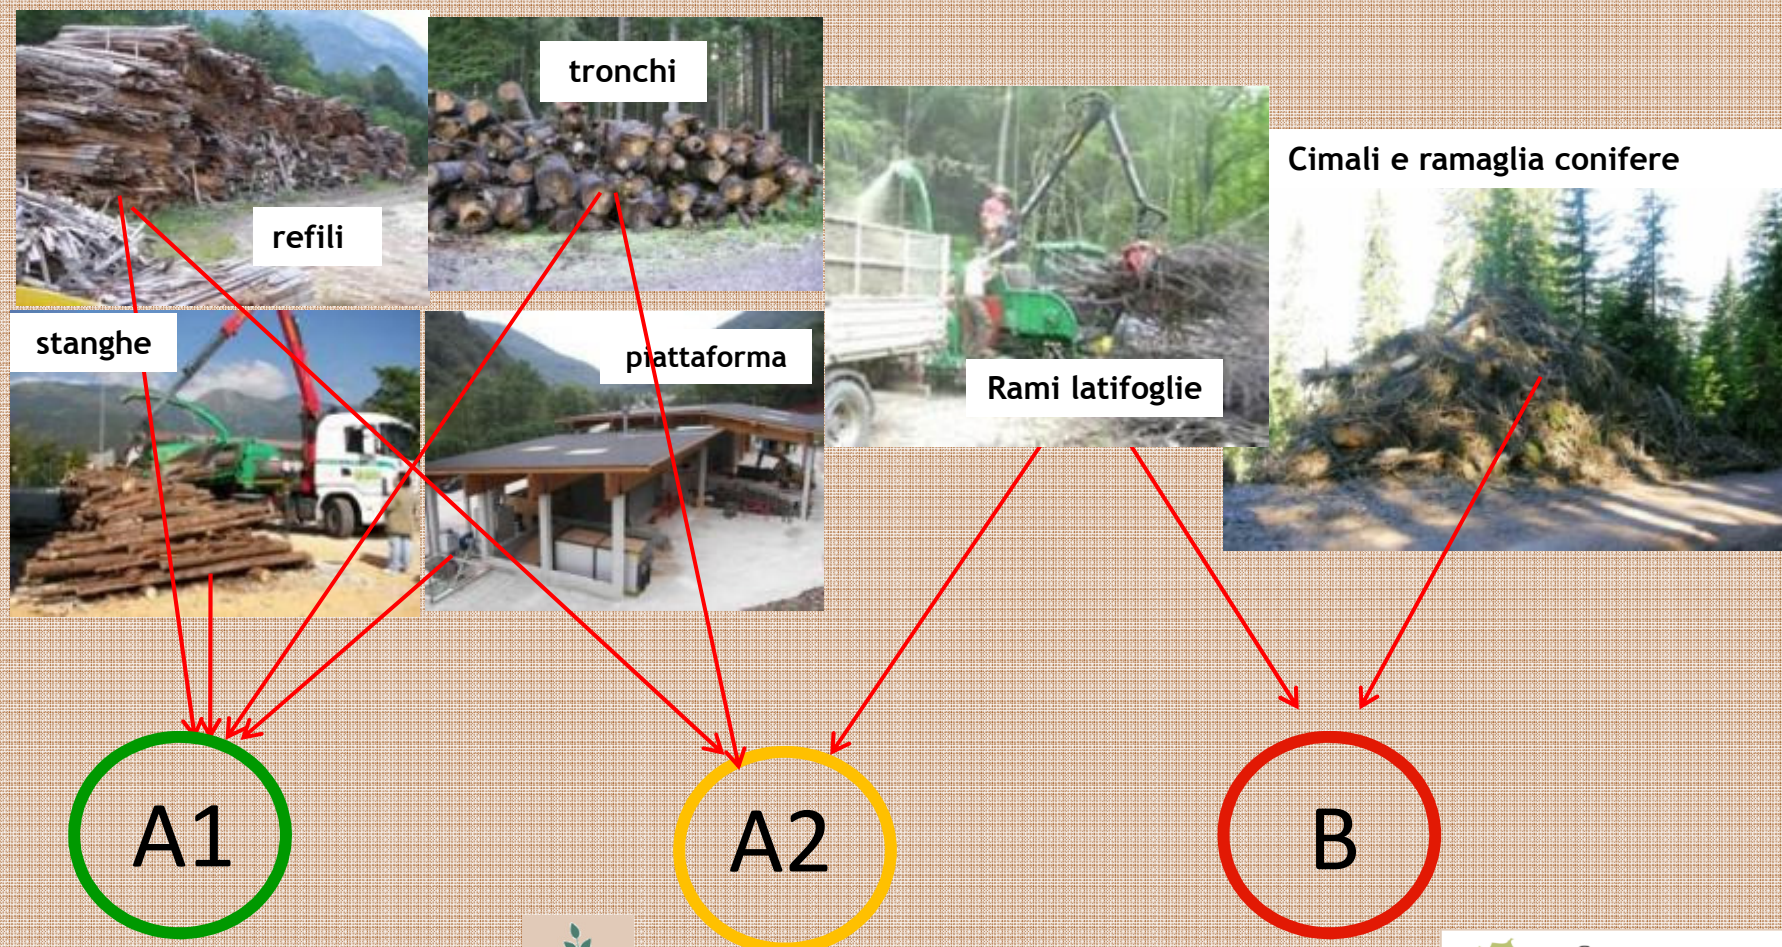 tronchi
Cimali e ramaglia conifere
refili
stanghe
piattaforma
Rami latifoglie
A1
A2
B